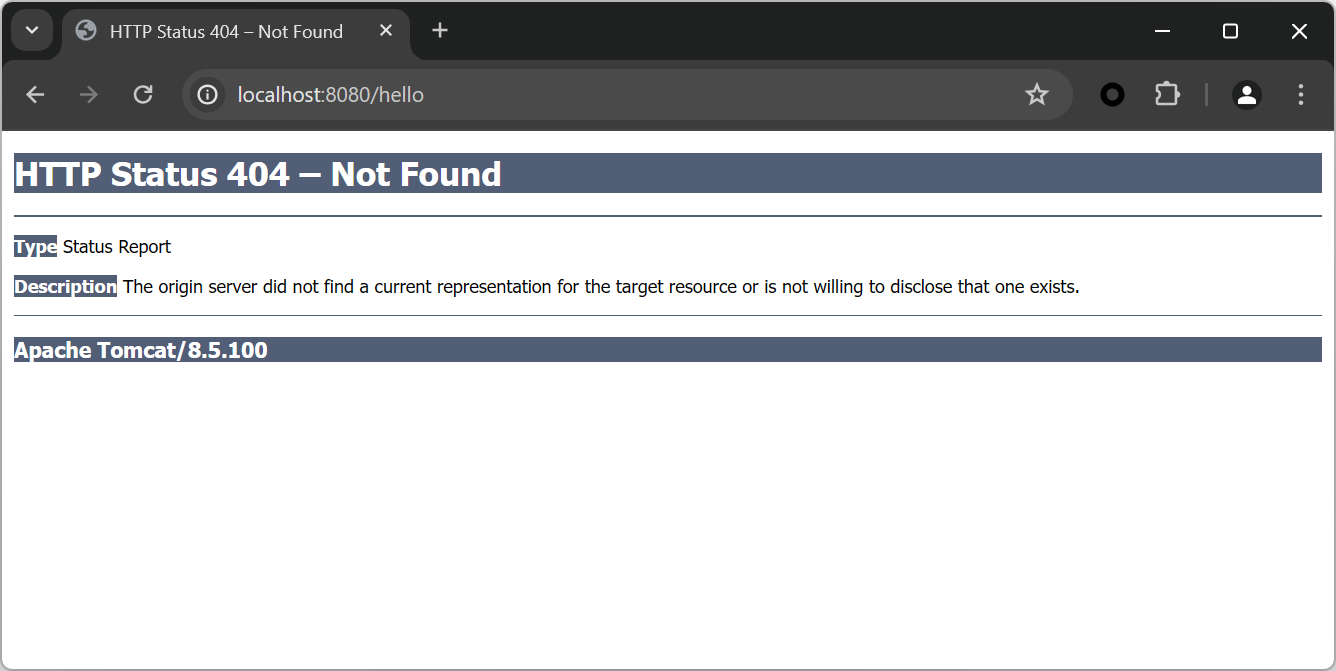 HTTP Status 404 – Not Found
localhost:8080/hello
HTTP Status 404 – Not Found
Type Status Report
Description The origin server did not find a current representation for the target resource or is not willing to disclose that one exists.
Apache Tomcat/8.5.100